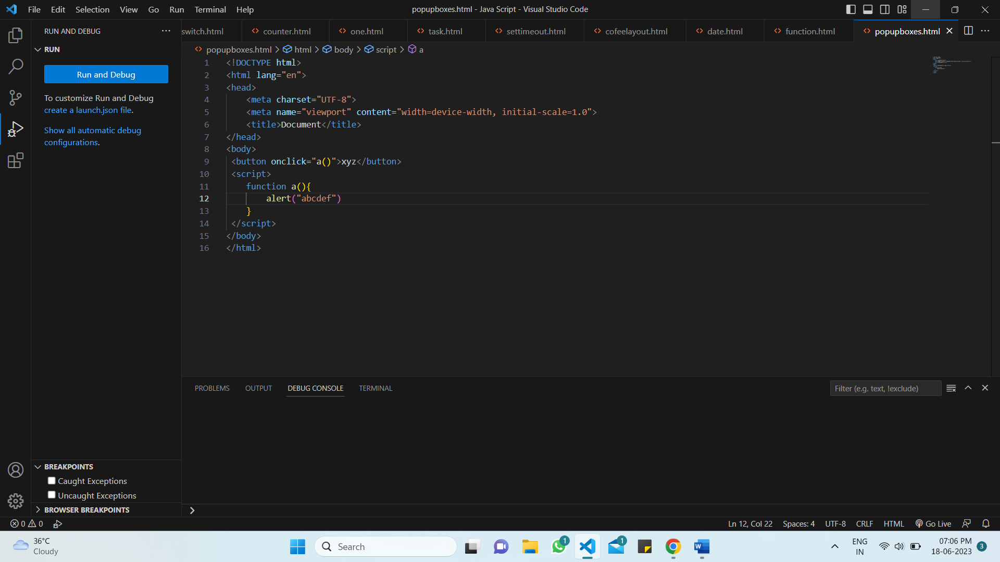 File Edit Selection View Go Run Terminal Help
popupboxes.html - Java Script - Visual Studio Code
RUN AND DEBUG
switch.html counter.html one.html task.html settimeout.html cofeelayout.html date.html function.html popupboxes.html
RUN
Run and Debug
To customize Run and Debug
create a launch.json file.
Show all automatic debug
configurations.
popupboxes.html > html > body > script > a
1 <!DOCTYPE html>
2 <html lang="en">
3 <head>
4 <meta charset="UTF-8">
5 <meta name="viewport" content="width=device-width, initial-scale=1.0">
6 <title>Document</title>
7 </head>
8 <body>
9 <button onclick="a()">xyz</button>
10 <script>
11 function a(){
12 alert("abcdef")
13 }
14 </script>
15 </body>
16 </html>
PROBLEMS OUTPUT DEBUG CONSOLE TERMINAL
Filter (e.g. text, !exclude)
BREAKPOINTS
Caught Exceptions
Uncaught Exceptions
BROWSER BREAKPOINTS
0 0
Ln 12, Col 22 Spaces: 4 UTF-8 CRLF HTML Go Live
36°C
Cloudy
Search
1
1
ENG
IN
07:06 PM
18-06-2023
3